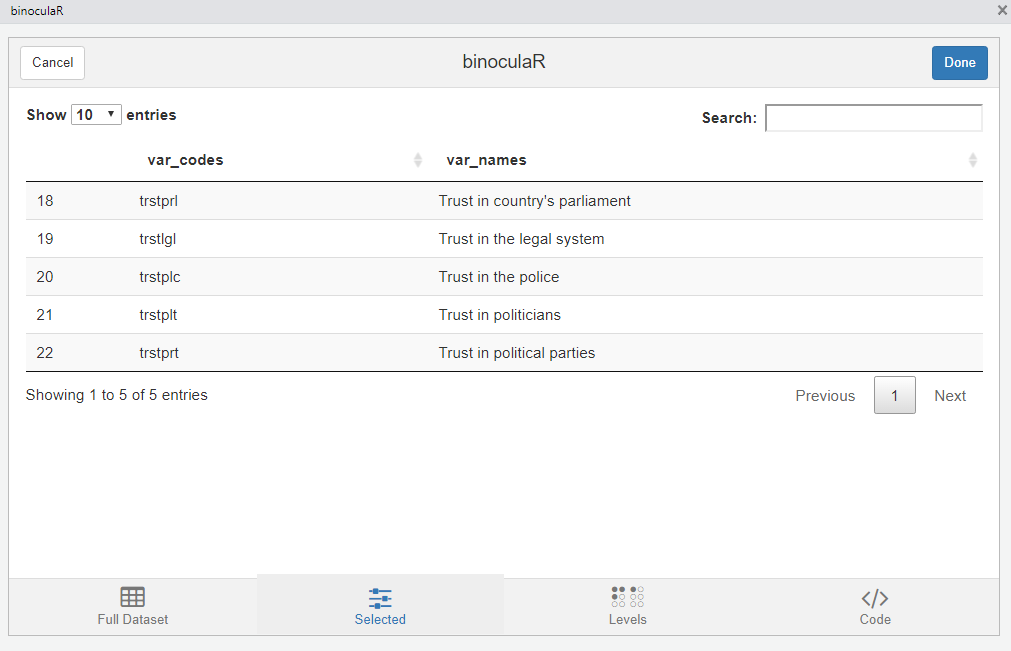 binoculaR
Cancel binoculaR Done
Show 10 entries Search:
var_codes var_names
18 trstprl Trust in country's parliament
19 trstlgl Trust in the legal system
20 trstplc Trust in the police
21 trstplt Trust in politicians
22 trstprt Trust in political parties
Showing 1 to 5 of 5 entries Previous 1 Next
Full Dataset Selected Levels Code